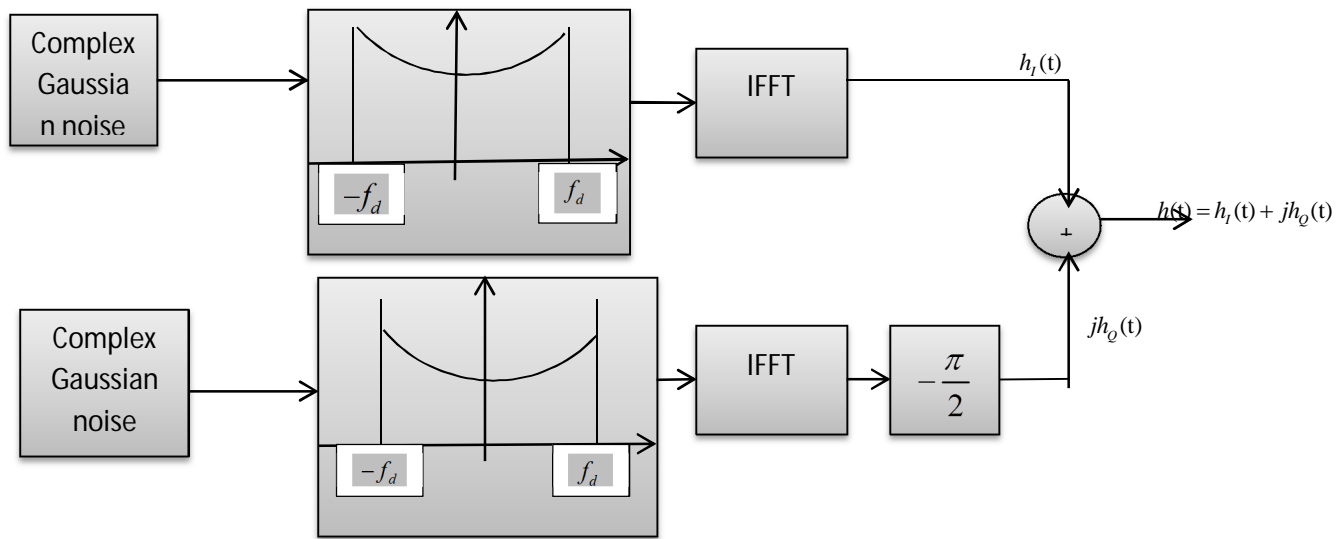 Complex
Gaussia
n noise
−f_d
f_d
IFFT
h_I(t)
+
h(t) = h_I(t) + jh_Q(t)
Complex
Gaussian
noise
−f_d
f_d
IFFT
−π/2
jh_Q(t)